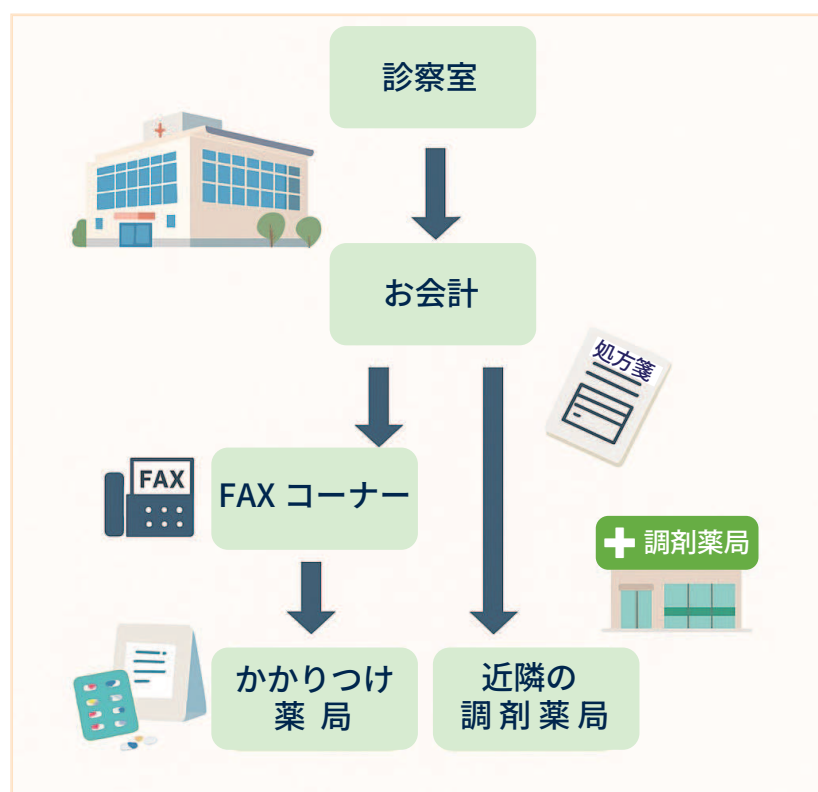 診察室
お会計
処方箋
FAX
FAX コーナー
調剤薬局
かかりつけ
薬 局
近隣の
調 剤 薬 局